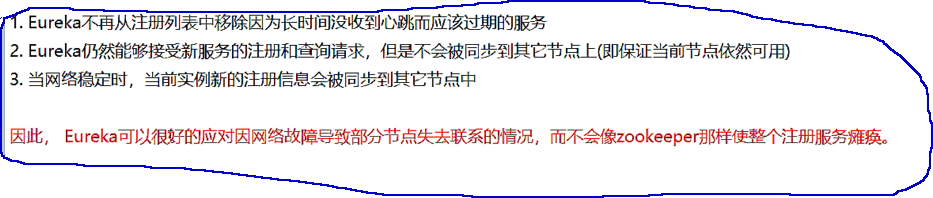 1. Eureka不再从注册列表中移除因为长时间没收到心跳而应该过期的服务
2. Eureka仍然能够接受新服务的注册和查询请求，但是不会被同步到其它节点上(即保证当前节点依然可用)
3. 当网络稳定时，当前实例新的注册信息会被同步到其它节点中
因此， Eureka可以很好的应对因网络故障导致部分节点失去联系的情况，而不会像zookeeper那样使整个注册服务瘫痪。